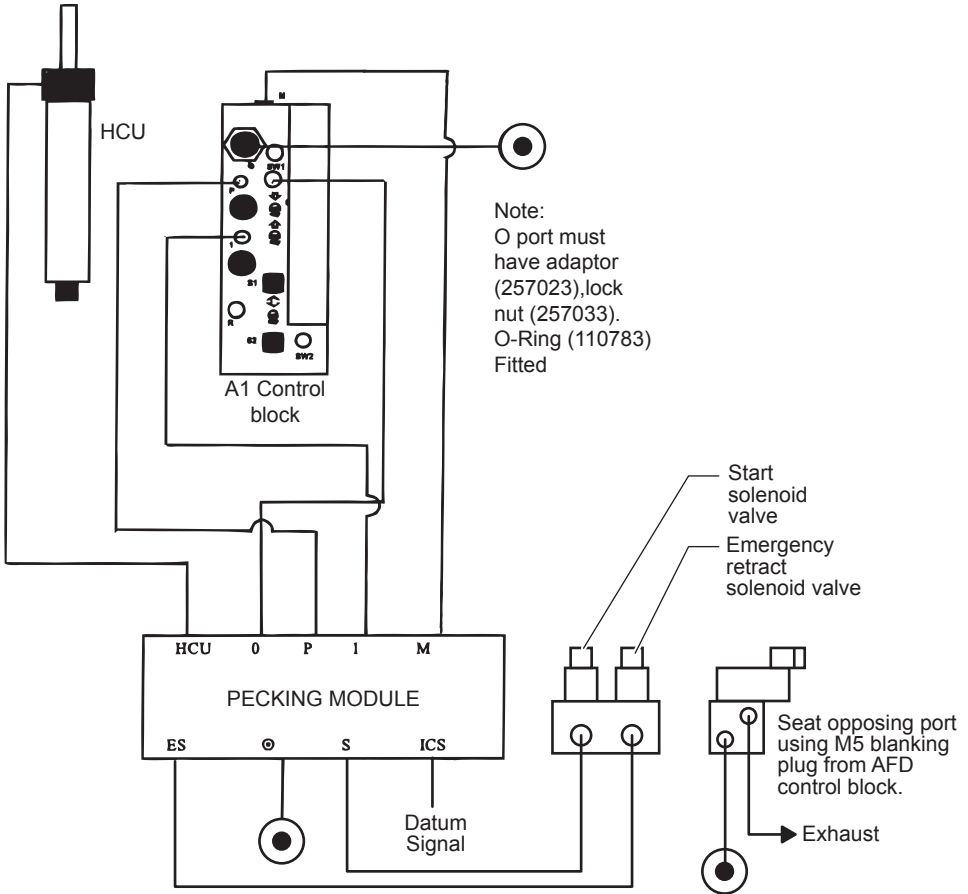 HCU
M
SW1
P
1
S1
R
S2
SW2
A1 Control
block
Note:
O port must
have adaptor
(257023),lock
nut (257033).
O-Ring (110783)
Fitted
Start
solenoid
valve
Emergency
retract
solenoid valve
HCU 0 P 1 M
PECKING MODULE
ES S ICS
Datum
Signal
Seat opposing port
using M5 blanking
plug from AFD
control block.
Exhaust